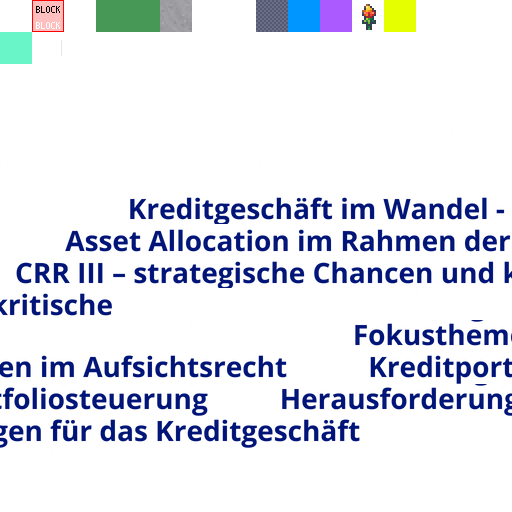 BLOCK
BLOCK
Kreditgeschäft im Wandel -
Asset Allocation im Rahmen der
CRR III – strategische Chancen und k
kritische
Fokusthem
en im Aufsichtsrecht Kreditport
tfoliosteuerung Herausforderung
gen für das Kreditgeschäft